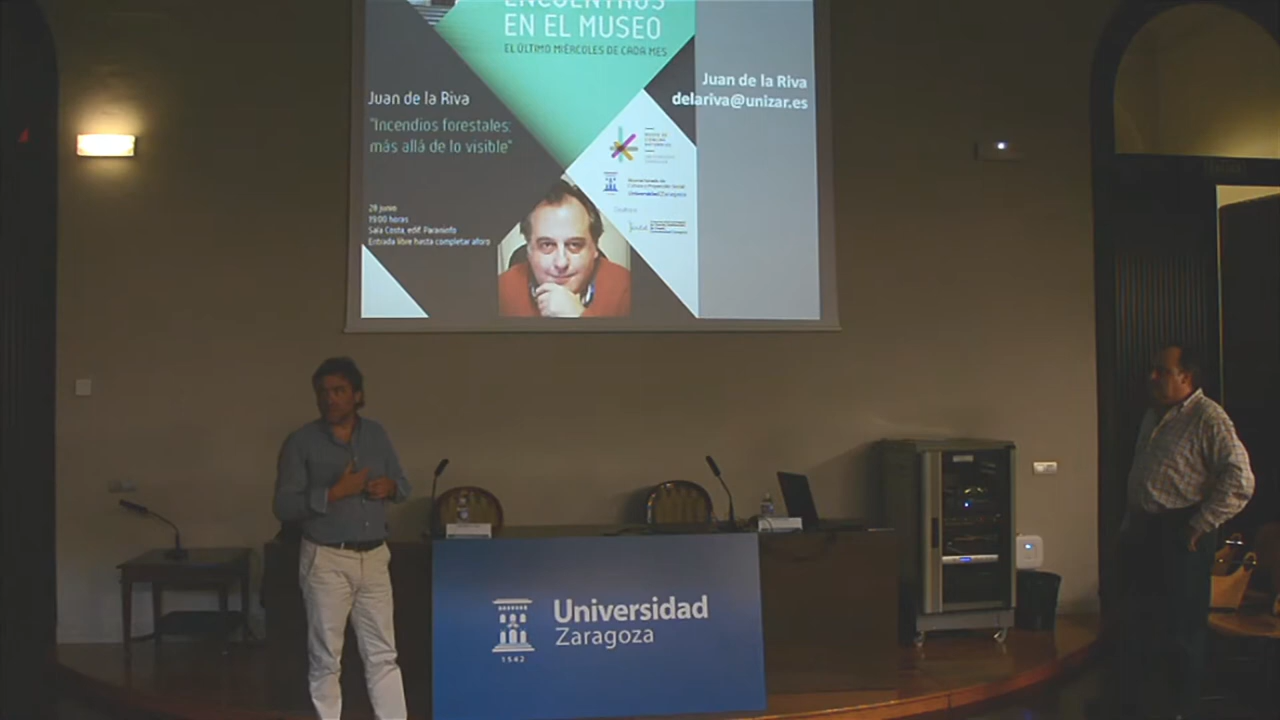 ENCUENTROS
EN EL MUSEO
EL ÚLTIMO MIÉRCOLES DE CADA MES
Juan de la Riva
delariva@unizar.es
Juan de la Riva
"Incendios forestales:
más allá de lo visible"
28 junio
19:00 horas
Sala Costa, edif. Paraninfo
Entrada libre hasta completar aforo
Universidad
Zaragoza
1542